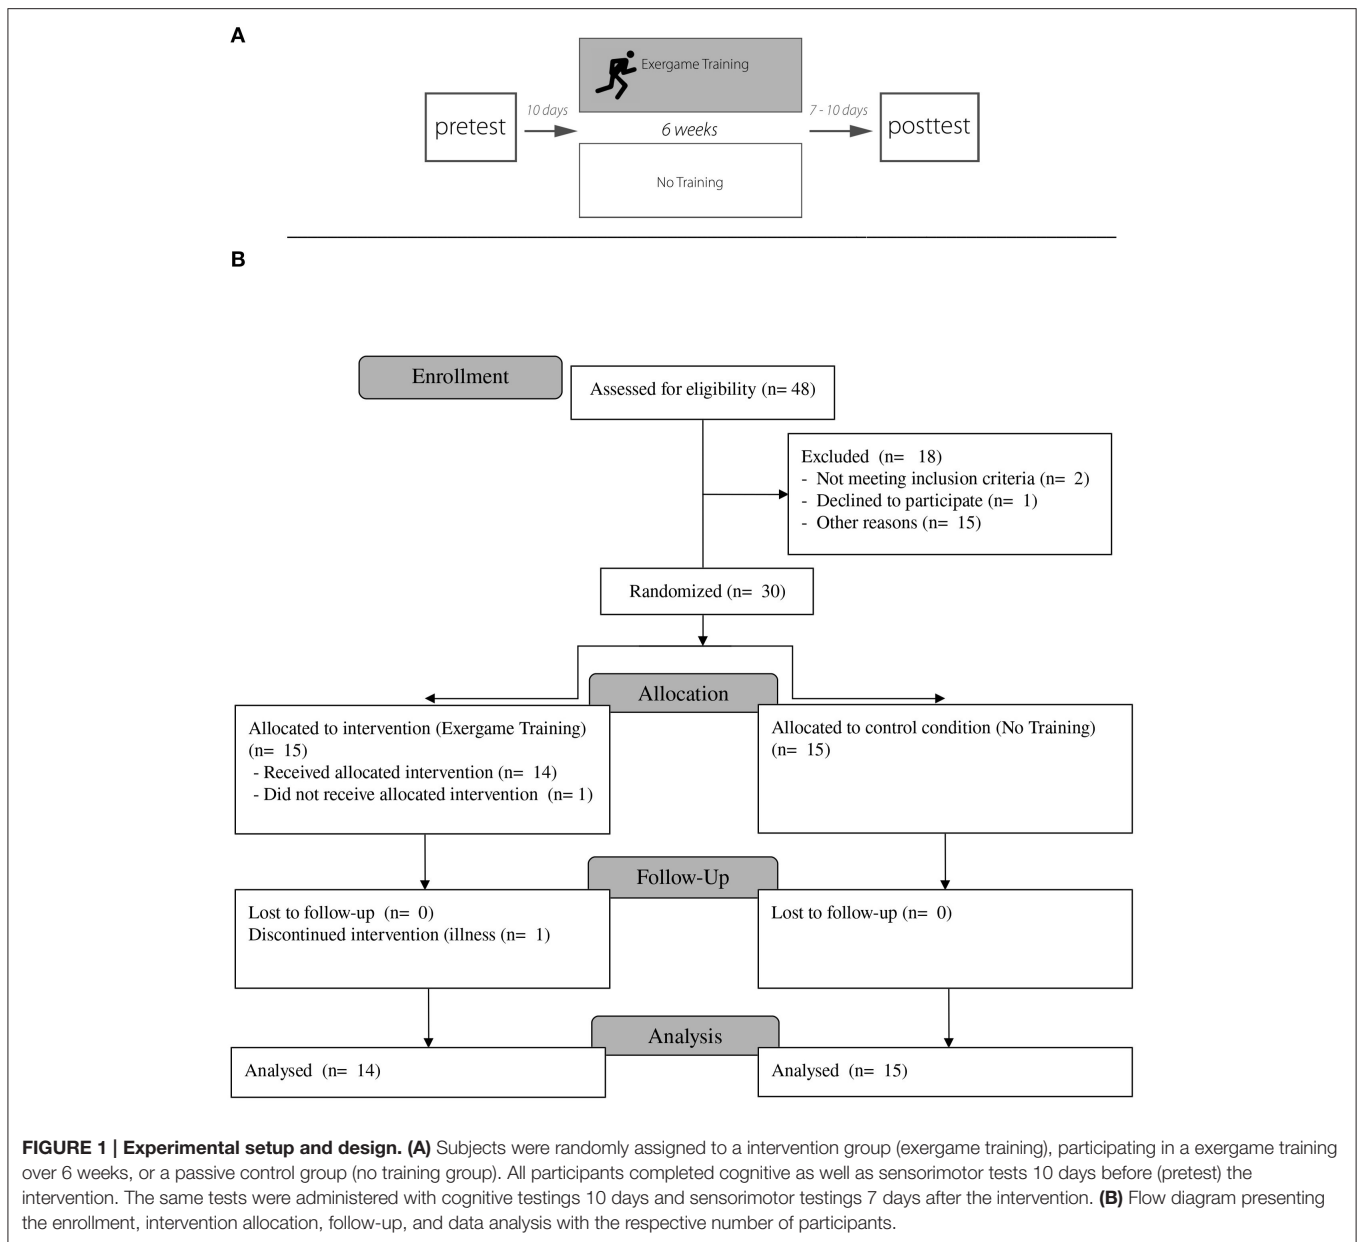 A
Exergame Training
pretest
10 days
6 weeks
7 - 10 days
posttest
No Training
B
Enrollment
Assessed for eligibility (n= 48)
Excluded (n= 18)
- Not meeting inclusion criteria (n= 2)
- Declined to participate (n= 1)
- Other reasons (n= 15)
Randomized (n= 30)
Allocation
Allocated to intervention (Exergame Training)
(n= 15)
- Received allocated intervention (n= 14)
- Did not receive allocated intervention (n= 1)
Allocated to control condition (No Training)
(n= 15)
Follow-Up
Lost to follow-up (n= 0)
Discontinued intervention (illness (n= 1)
Lost to follow-up (n= 0)
Analysis
Analysed (n= 14)
Analysed (n= 15)
FIGURE 1 | Experimental setup and design. (A) Subjects were randomly assigned to a intervention group (exergame training), participating in a exergame training
over 6 weeks, or a passive control group (no training group). All participants completed cognitive as well as sensorimotor tests 10 days before (pretest) the
intervention. The same tests were administered with cognitive testings 10 days and sensorimotor testings 7 days after the intervention. (B) Flow diagram presenting
the enrollment, intervention allocation, follow-up, and data analysis with the respective number of participants.